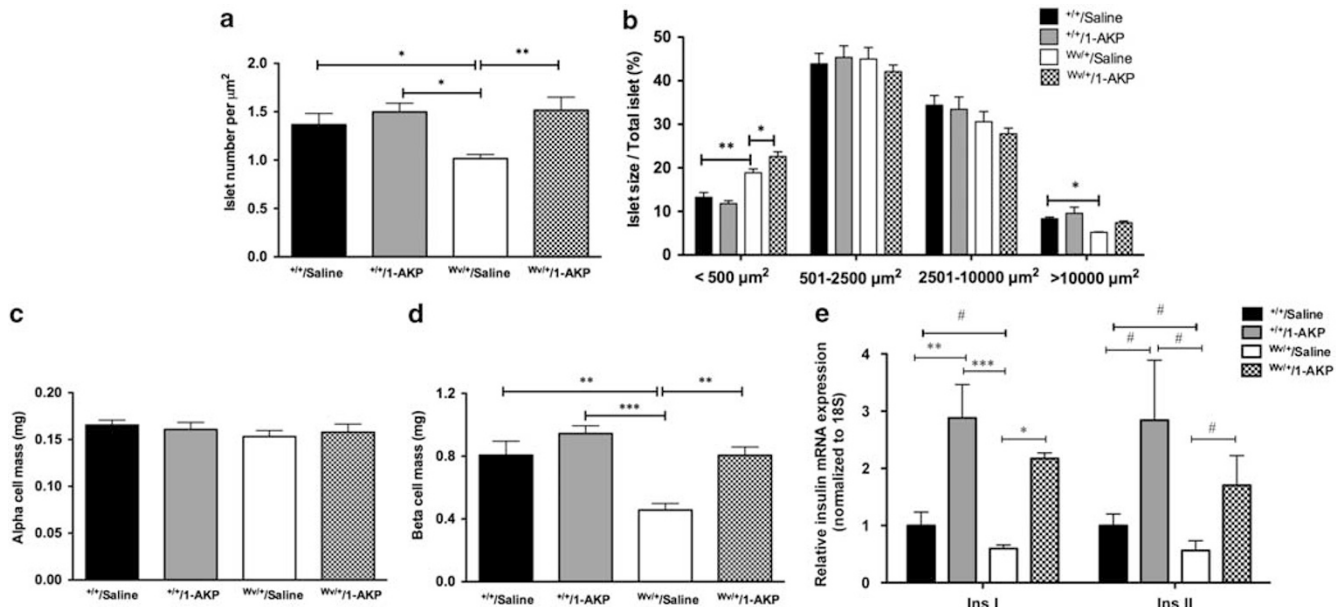 a
Islet number per µm2
2.0
1.5
1.0
0.5
0.0
*
**
*
+/+/Saline
+/+/1-AKP
Wv/+/Saline
Wv/+/1-AKP
b
Islet size / Total islet (%)
50
40
30
20
10
0
**
*
*
< 500 µm2
501-2500 µm2
2501-10000 µm2
>10000 µm2
+/+/Saline
+/+/1-AKP
Wv/+/Saline
Wv/+/1-AKP
c
Alpha cell mass (mg)
0.20
0.15
0.10
0.05
0.00
+/+/Saline
+/+/1-AKP
Wv/+/Saline
Wv/+/1-AKP
d
Beta cell mass (mg)
1.2
0.8
0.4
0.0
**
**
***
+/+/Saline
+/+/1-AKP
Wv/+/Saline
Wv/+/1-AKP
e
Relative insulin mRNA expression
(normalized to 18S)
4
3
2
1
0
#
**
***
*
#
#
#
#
Ins I
Ins II
+/+/Saline
+/+/1-AKP
Wv/+/Saline
Wv/+/1-AKP